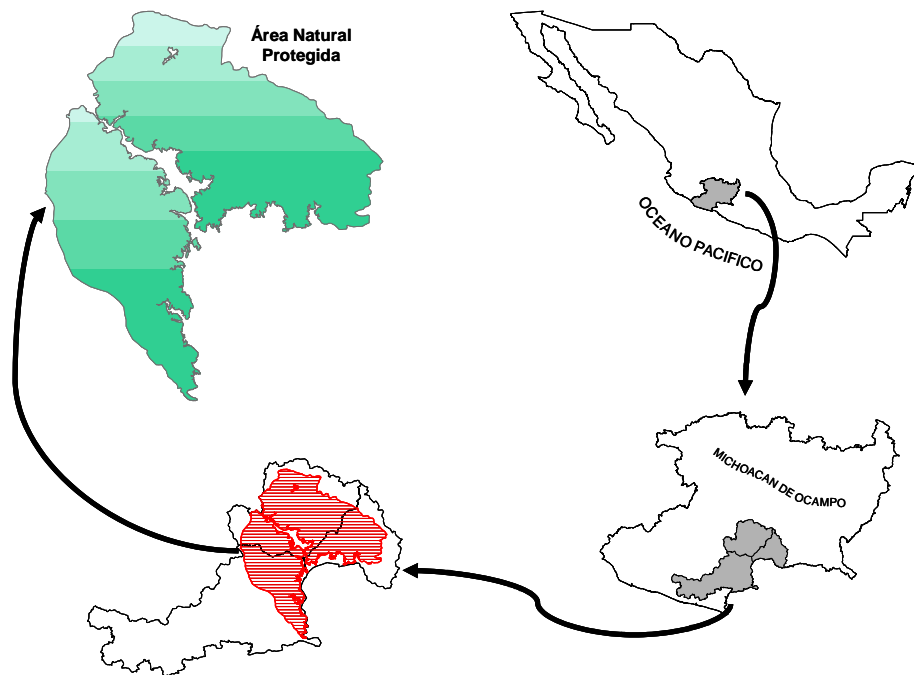 Área Natural
Protegida
OCEANO PACIFICO
MICHOACAN DE OCAMPO